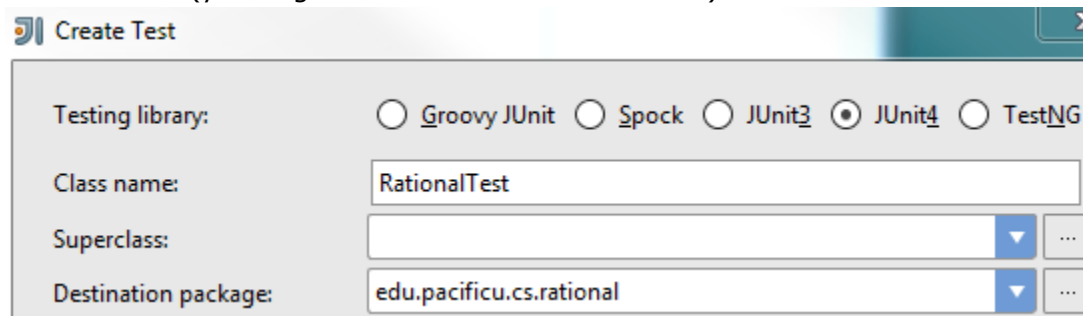 Create Test
Testing library: Groovy JUnit Spock JUnit3 JUnit4 TestNG
Class name: RationalTest
Superclass: ...
Destination package: edu.pacificu.cs.rational ...